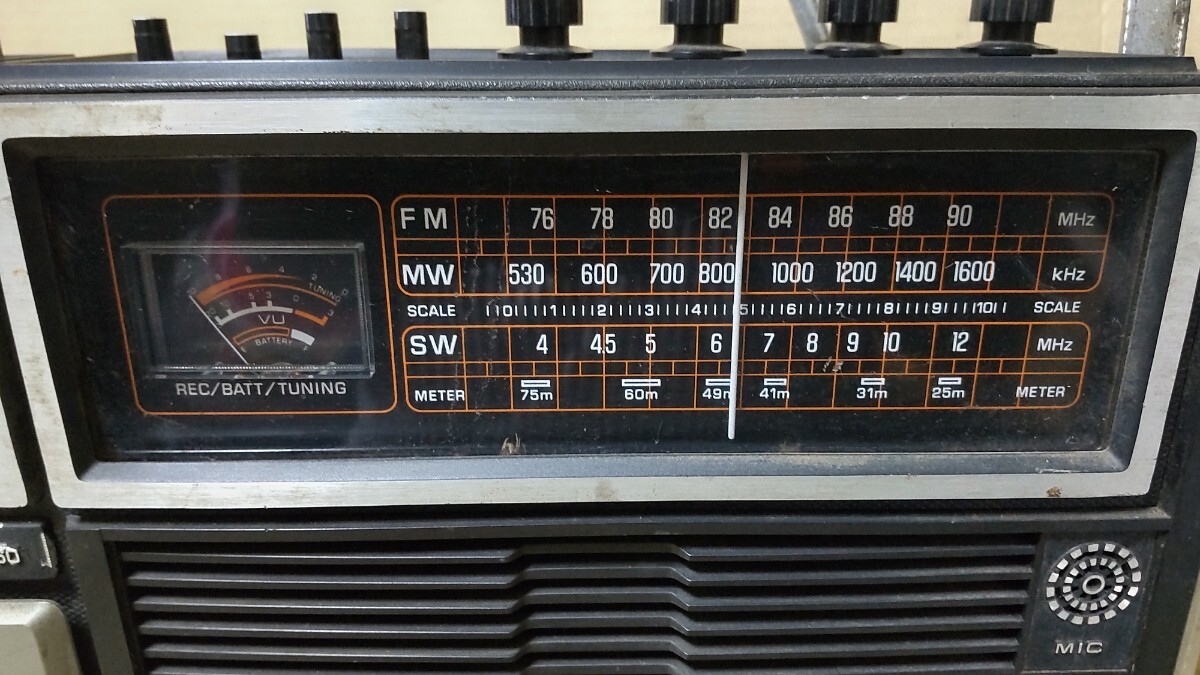 FM 76 78 80 82 84 86 88 90 MHz
MW 530 600 700 800 1000 1200 1400 1600 kHz
SCALE 0 1 2 3 4 5 6 7 8 9 10 SCALE
SW 4 4.5 5 6 7 8 9 10 12 MHz
METER 75m 60m 49m 41m 31m 25m METER
TUNING
VU
BATTERY
REC/BATT/TUNING
MIC